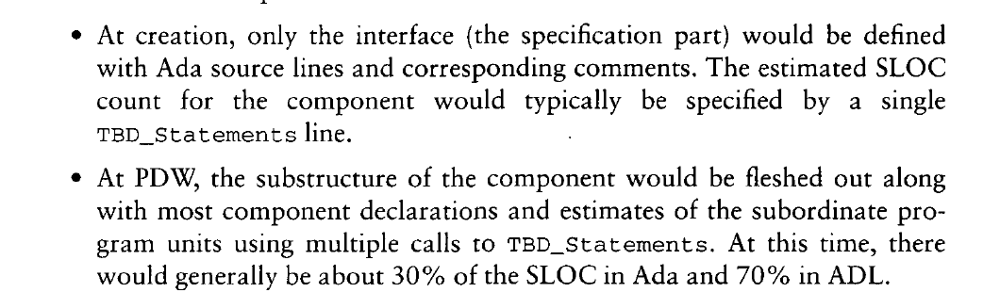 • At creation, only the interface (the specification part) would be defined
with Ada source lines and corresponding comments. The estimated SLOC
count for the component would typically be specified by a single
TBD_Statements line.
• At PDW, the substructure of the component would be fleshed out along
with most component declarations and estimates of the subordinate pro-
gram units using multiple calls to TBD_Statements. At this time, there
would generally be about 30% of the SLOC in Ada and 70% in ADL.